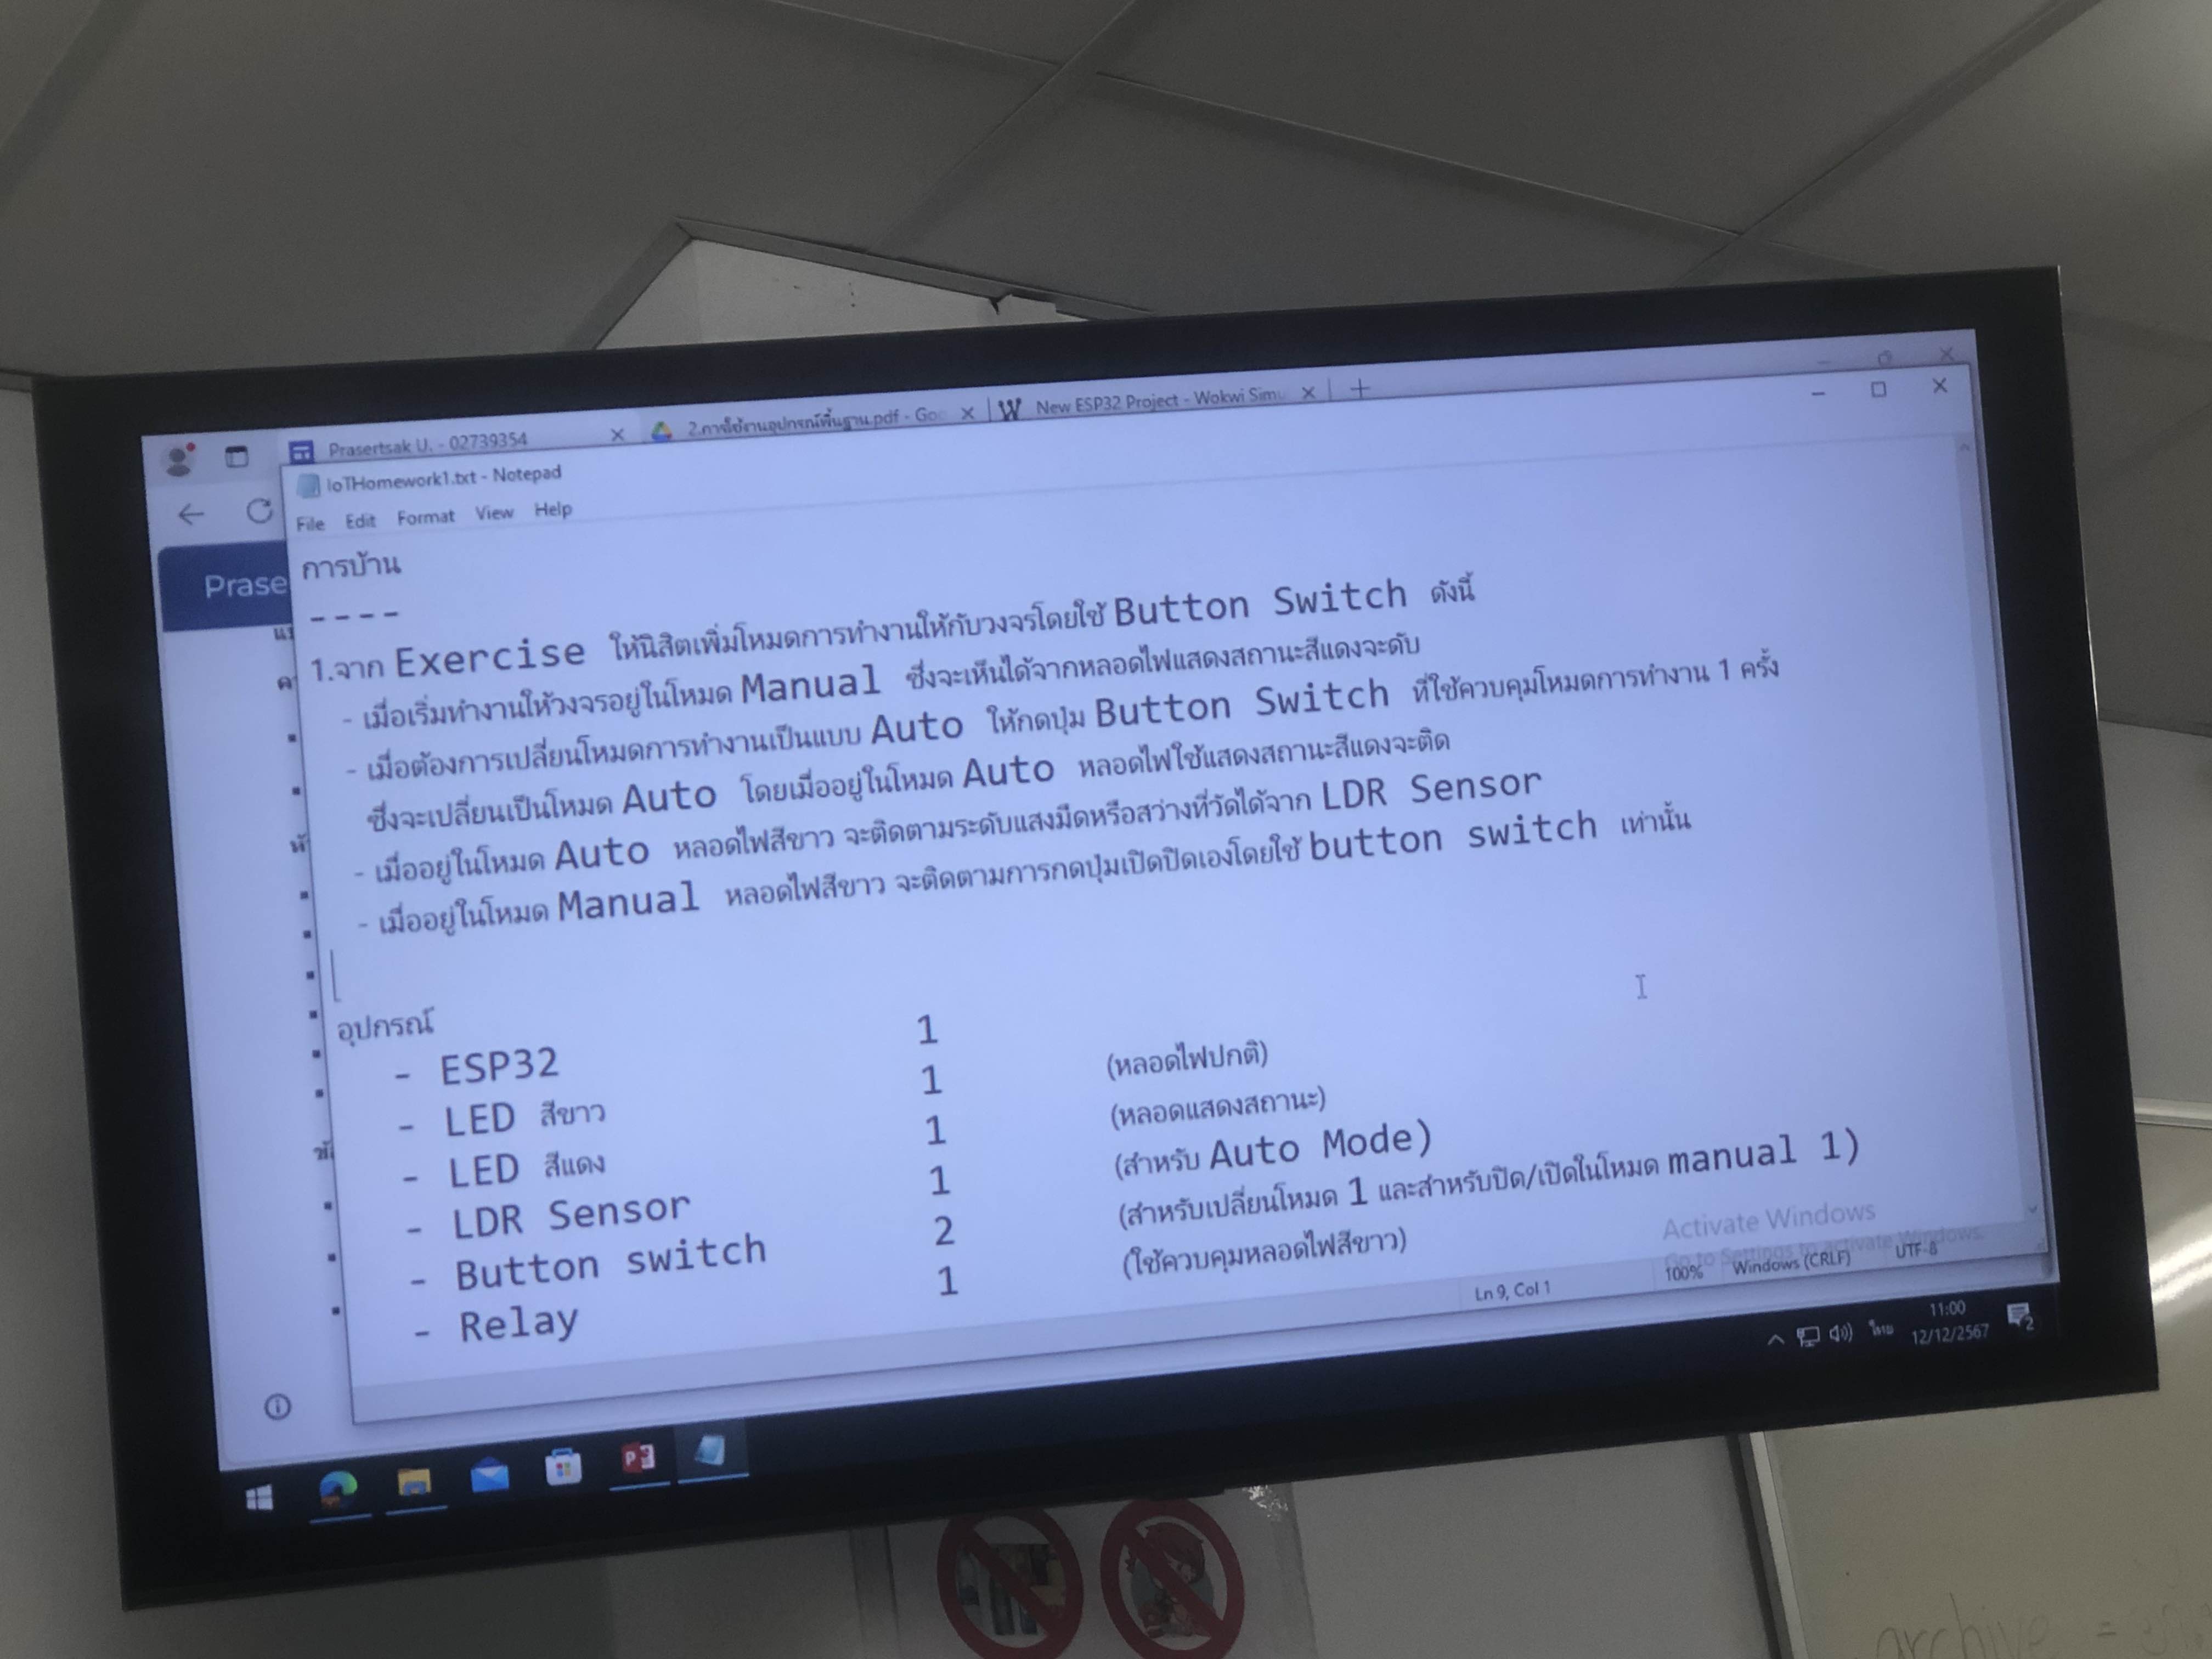 Prasertsak U. - 02739354
2.การใช้งานอุปกรณ์พื้นฐาน.pdf - Goo
New ESP32 Project - Wokwi Simu
IoTHomework1.txt - Notepad
File Edit Format View Help
Prase
การบ้าน
----
1.จาก Exercise ให้นิสิตเพิ่มโหมดการทำงานให้กับวงจรโดยใช้ Button Switch ดังนี้
- เมื่อเริ่มทำงานให้วงจรอยู่ในโหมด Manual ซึ่งจะเห็นได้จากหลอดไฟแสดงสถานะสีแดงจะดับ
- เมื่อต้องการเปลี่ยนโหมดการทำงานเป็นแบบ Auto ให้กดปุ่ม Button Switch ที่ใช้ควบคุมโหมดการทำงาน 1 ครั้ง
ซึ่งจะเปลี่ยนเป็นโหมด Auto โดยเมื่ออยู่ในโหมด Auto หลอดไฟใช้แสดงสถานะสีแดงจะติด
- เมื่ออยู่ในโหมด Auto หลอดไฟสีขาว จะติดตามระดับแสงมืดหรือสว่างที่วัดได้จาก LDR Sensor
- เมื่ออยู่ในโหมด Manual หลอดไฟสีขาว จะติดตามการกดปุ่มเปิดปิดเองโดยใช้ button switch เท่านั้น
อุปกรณ์
- ESP32 1
- LED สีขาว 1 (หลอดไฟปกติ)
- LED สีแดง 1 (หลอดแสดงสถานะ)
- LDR Sensor 1 (สำหรับ Auto Mode)
- Button switch 2 (สำหรับเปลี่ยนโหมด 1 และสำหรับปิด/เปิดในโหมด manual 1)
- Relay 1 (ใช้ควบคุมหลอดไฟสีขาว)
Activate Windows
Go to Settings to activate Windows.
Ln 9, Col 1 100% Windows (CRLF) UTF-8
ไทย 11:00
12/12/2567
2
archive =